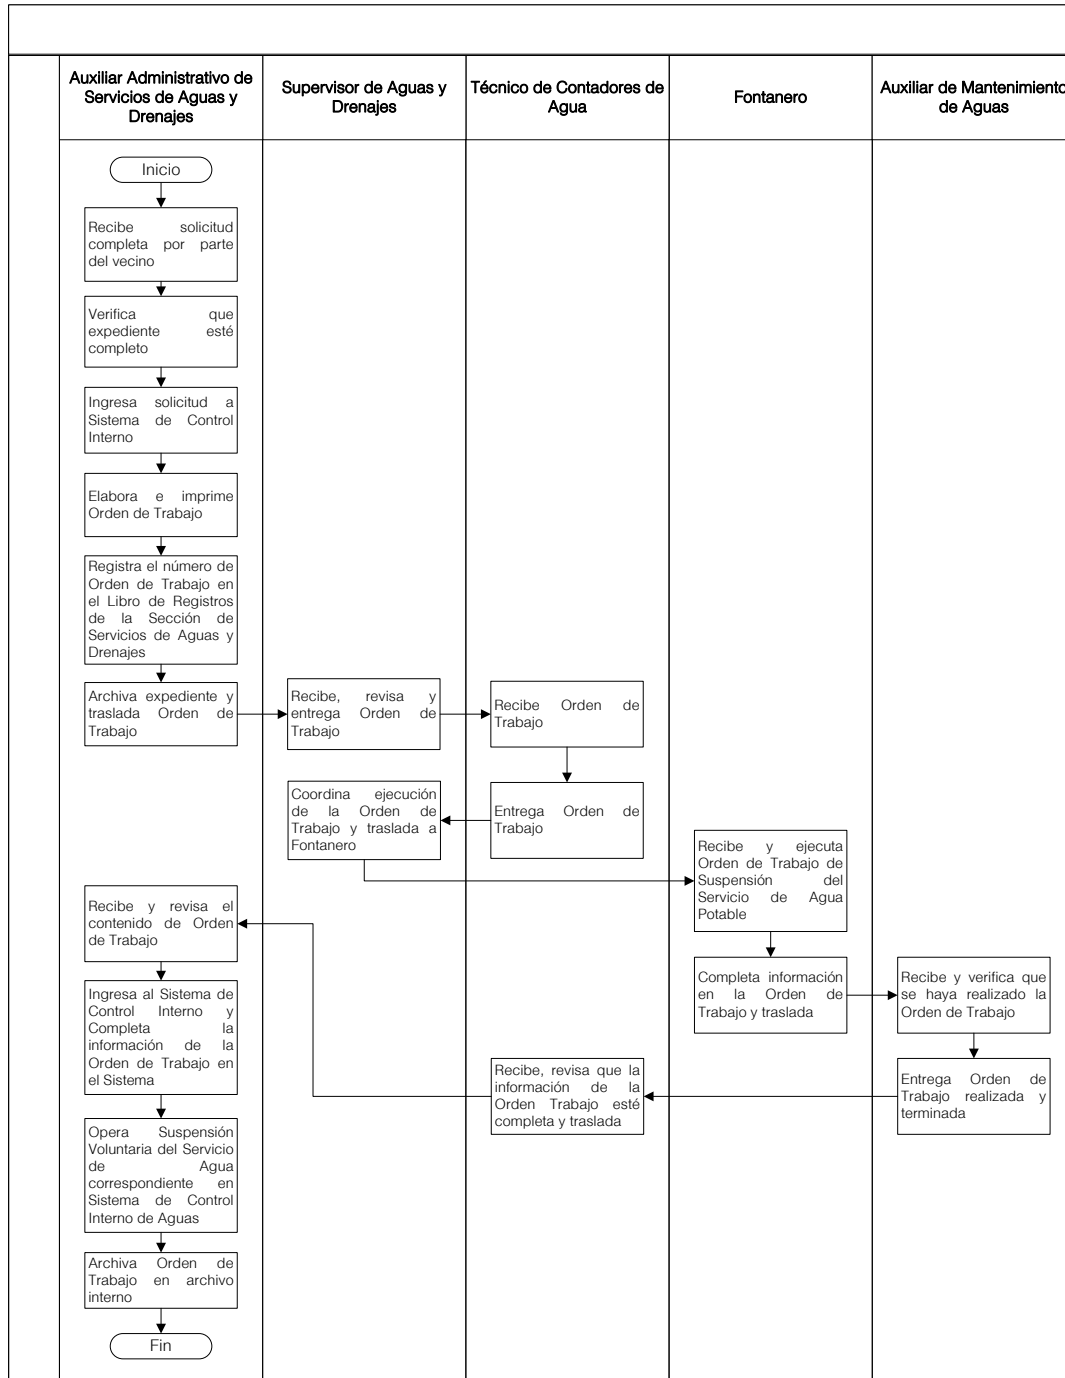 Auxiliar Administrativo de
Servicios de Aguas y
Drenajes
Supervisor de Aguas y
Drenajes
Técnico de Contadores de
Agua
Fontanero
Auxiliar de Mantenimiento
de Aguas
Inicio
Recibe solicitud
completa por parte
del vecino
Verifica que
expediente esté
completo
Ingresa solicitud a
Sistema de Control
Interno
Elabora e imprime
Orden de Trabajo
Registra el número de
Orden de Trabajo en
el Libro de Registros
de la Sección de
Servicios de Aguas y
Drenajes
Archiva expediente y
traslada Orden de
Trabajo
Recibe, revisa y
entrega Orden de
Trabajo
Recibe Orden de
Trabajo
Entrega Orden de
Trabajo
Coordina ejecución
de la Orden de
Trabajo y traslada a
Fontanero
Recibe y ejecuta
Orden de Trabajo de
Suspensión del
Servicio de Agua
Potable
Completa información
en la Orden de
Trabajo y traslada
Recibe y verifica que
se haya realizado la
Orden de Trabajo
Entrega Orden de
Trabajo realizada y
terminada
Recibe, revisa que la
información de la
Orden Trabajo esté
completa y traslada
Recibe y revisa el
contenido de Orden
de Trabajo
Ingresa al Sistema de
Control Interno y
Completa la
información de la
Orden de Trabajo en
el Sistema
Opera Suspensión
Voluntaria del Servicio
de Agua
correspondiente en
Sistema de Control
Interno de Aguas
Archiva Orden de
Trabajo en archivo
interno
Fin